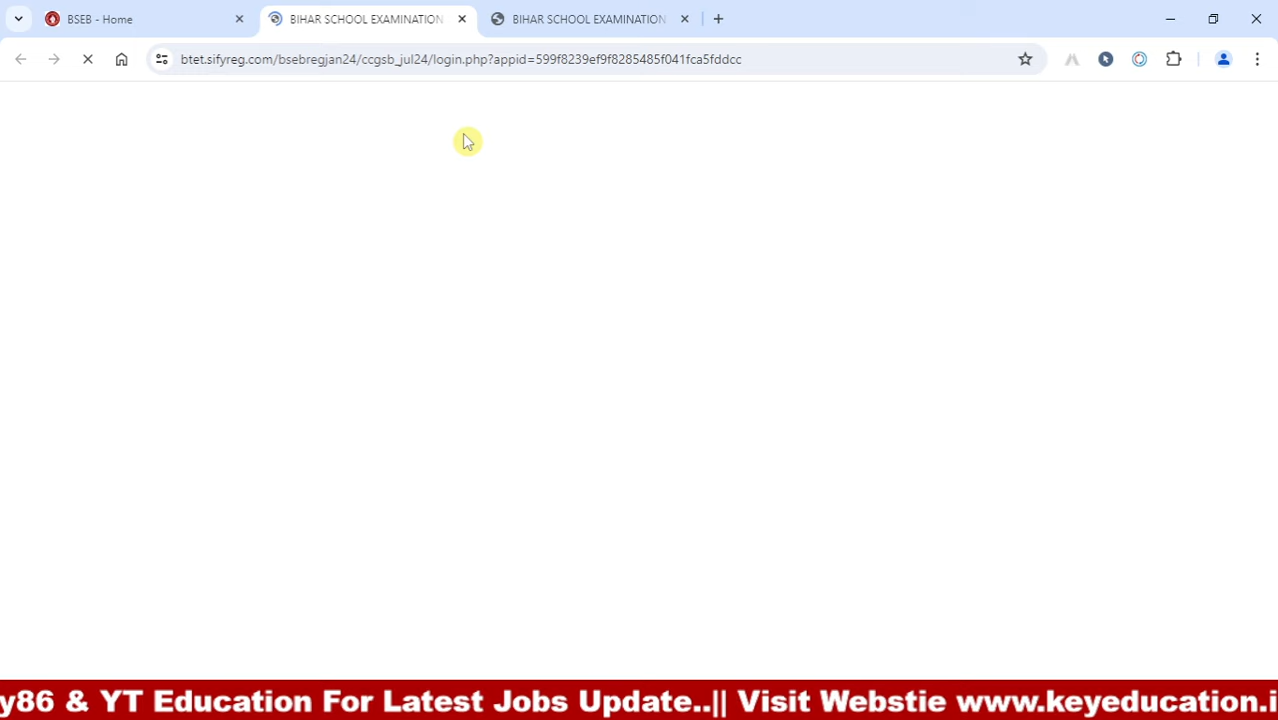 BSEB - Home
BIHAR SCHOOL EXAMINATION
BIHAR SCHOOL EXAMINATION
btet.sifyreg.com/bsebregjan24/ccgsb_jul24/login.php?appid=599f8239ef9f8285485f041fca5fddcc
y86 & YT Education For Latest Jobs Update..|| Visit Webstie www.keyeducation.i